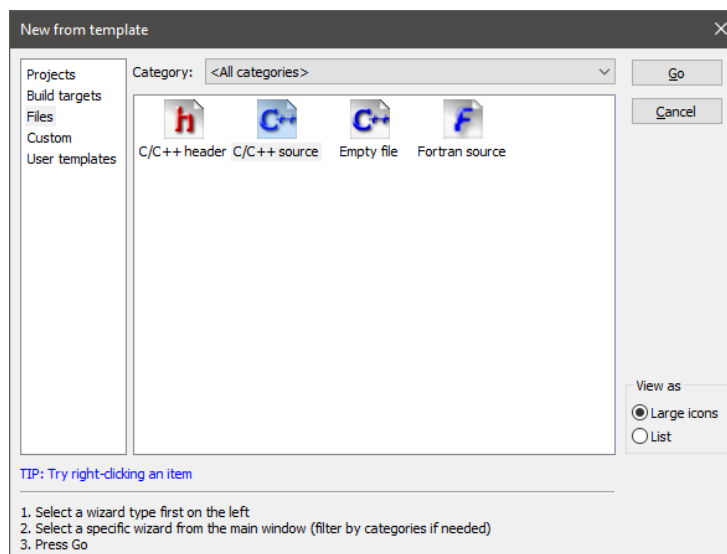 New from template
Projects
Build targets
Files
Custom
User templates
Category: <All categories>
Go
Cancel
h C++ C++ F
C/C++ header C/C++ source Empty file Fortran source
View as
Large icons
List
TIP: Try right-clicking an item
1. Select a wizard type first on the left
2. Select a specific wizard from the main window (filter by categories if needed)
3. Press Go